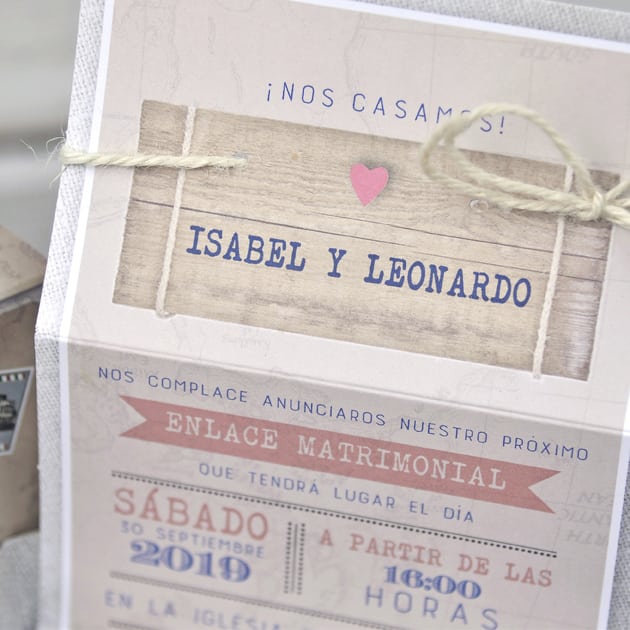 ¡NOS CASAMOS!
ISABEL Y LEONARDO
NOS COMPLACE ANUNCIAROS NUESTRO PRÓXIMO
ENLACE MATRIMONIAL
QUE TENDRÁ LUGAR EL DÍA
SÁBADO
30 SEPTIEMBRE
2019
A PARTIR DE LAS
16:00
HORAS
EN LA IGLESIA